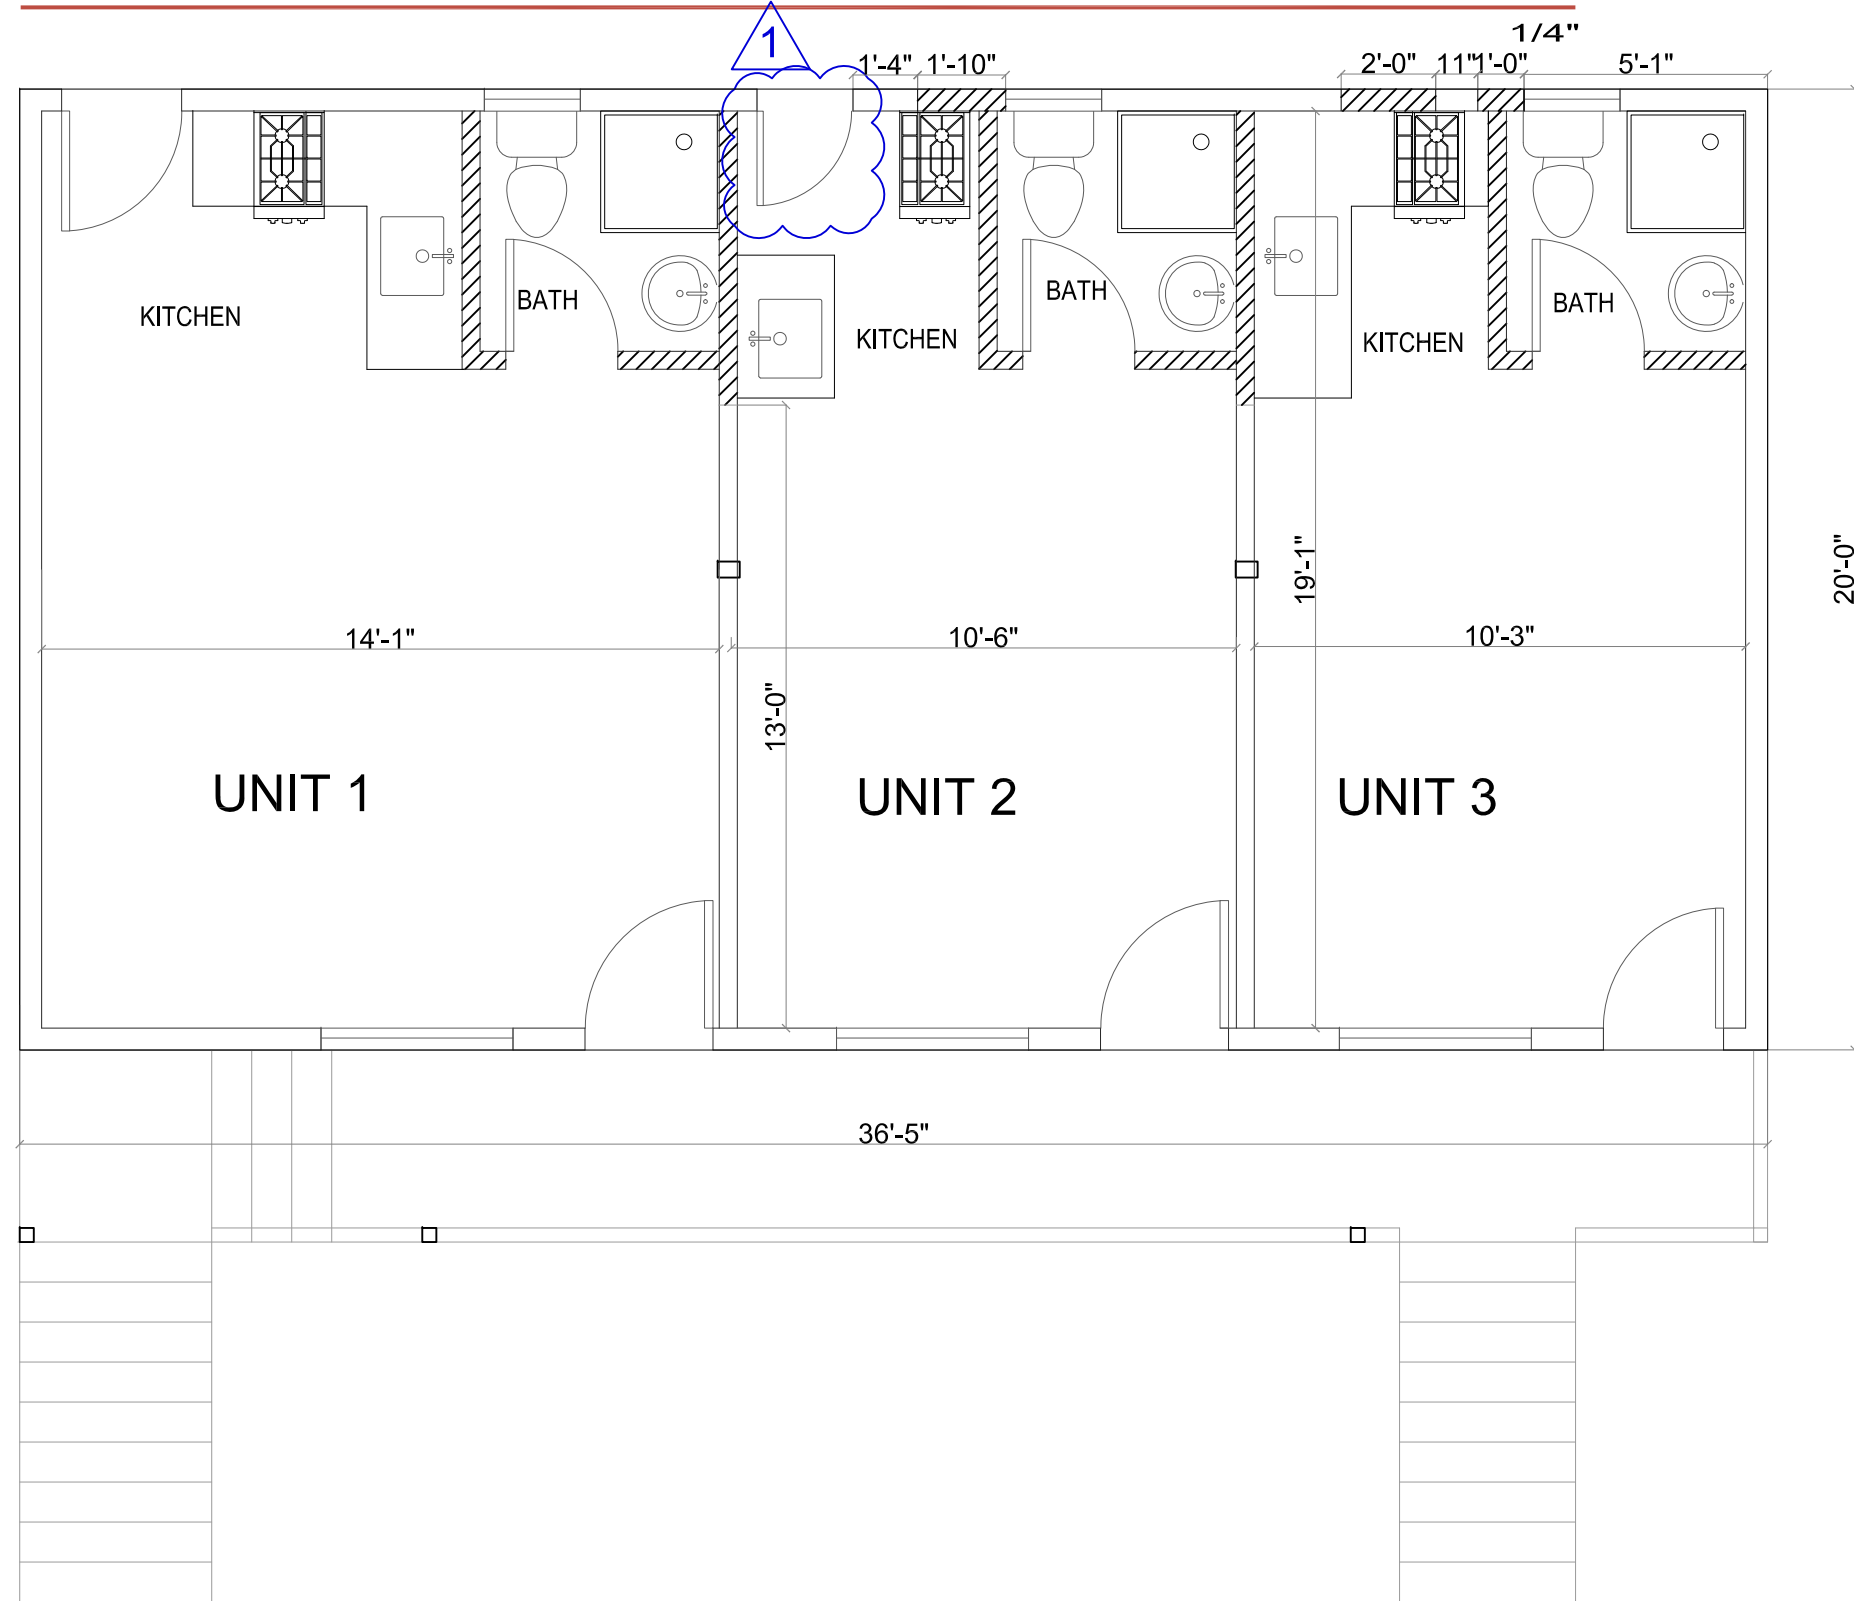 1
1/4"
1'-4" 1'-10" 2'-0" 11" 1'-0" 5'-1"
KITCHEN BATH KITCHEN BATH KITCHEN BATH
19'-1"
20'-0"
14'-1" 10'-6" 10'-3"
13'-0"
UNIT 1 UNIT 2 UNIT 3
36'-5"